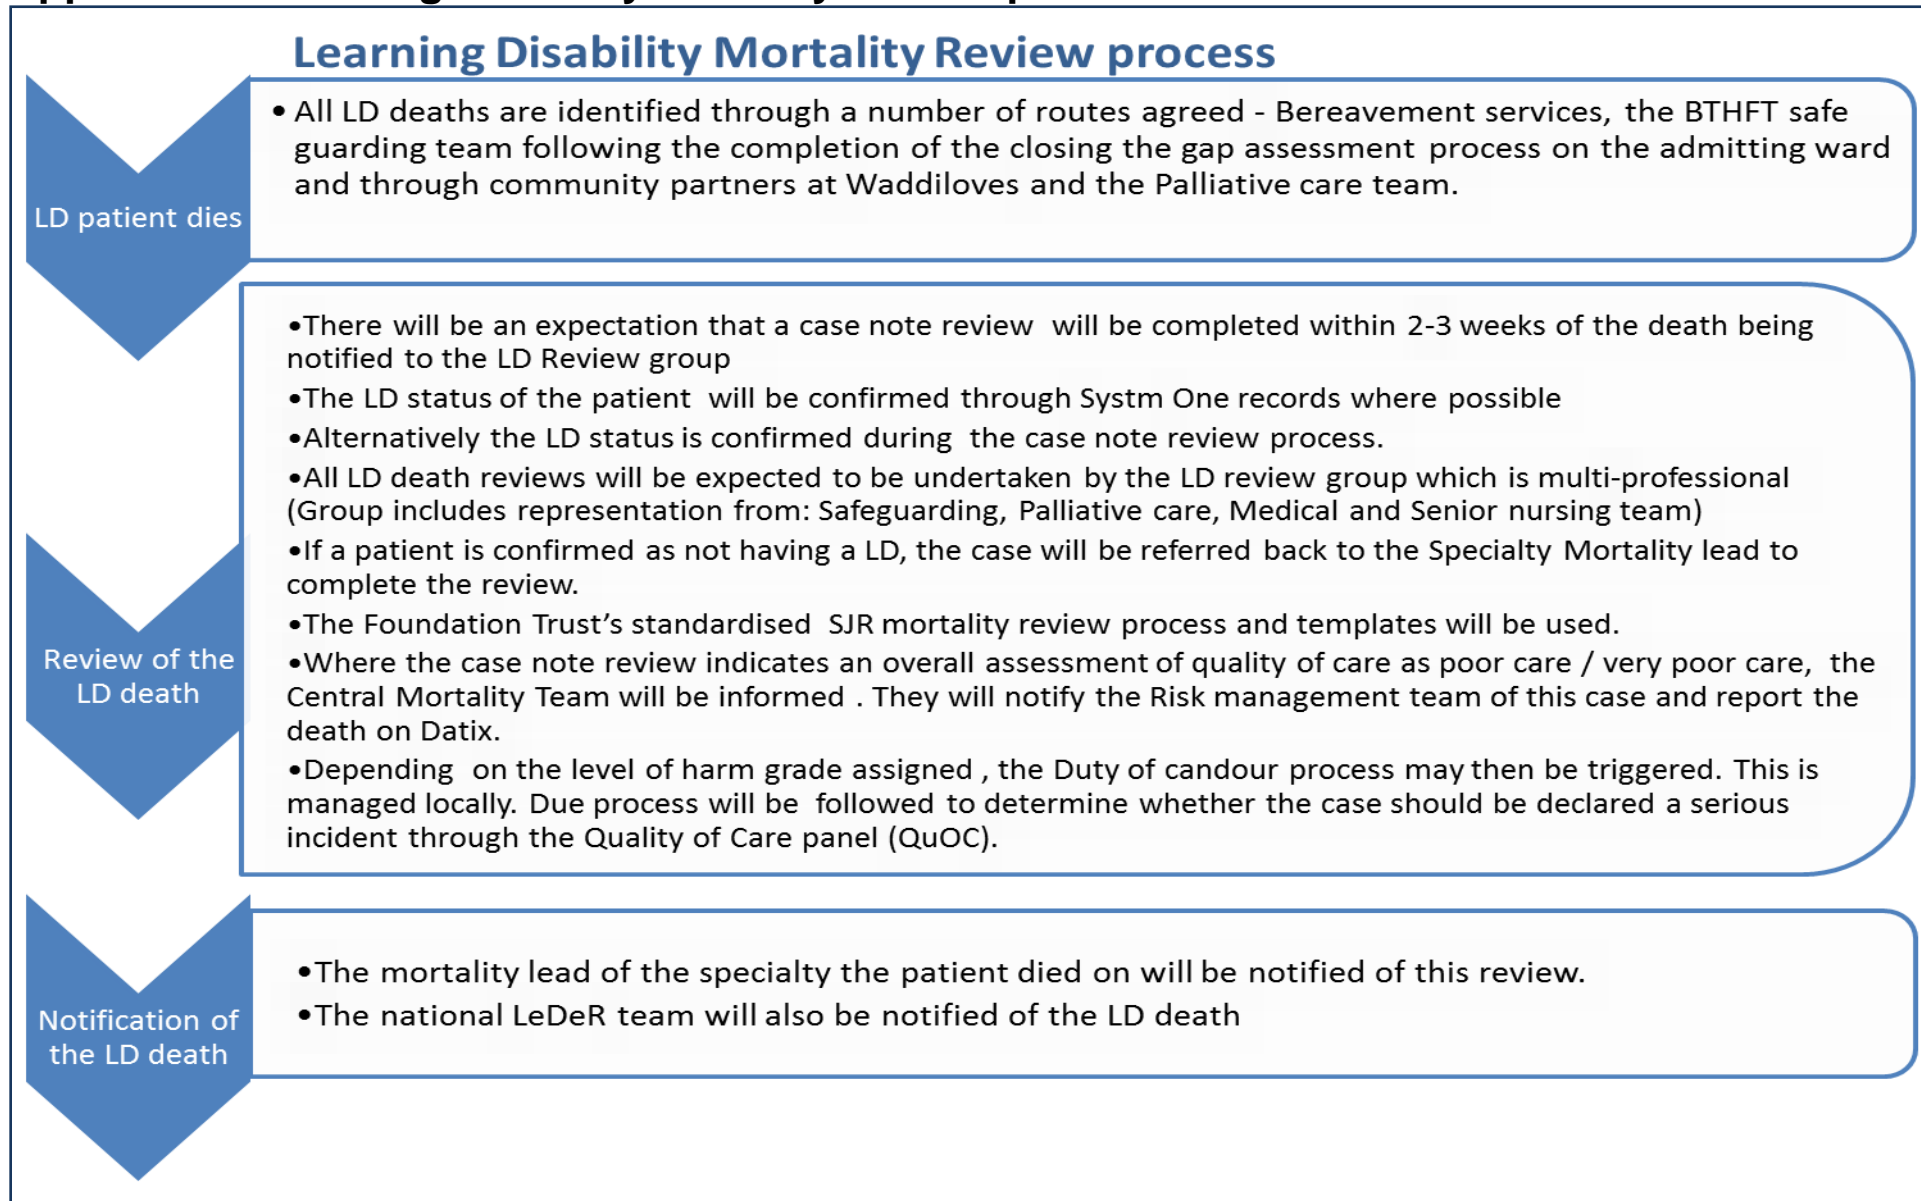 Learning Disability Mortality Review process
• All LD deaths are identified through a number of routes agreed - Bereavement services, the BTHFT safe
guarding team following the completion of the closing the gap assessment process on the admitting ward
and through community partners at Waddiloves and the Palliative care team.
LD patient dies
•There will be an expectation that a case note review will be completed within 2-3 weeks of the death being
notified to the LD Review group
•The LD status of the patient will be confirmed through Systm One records where possible
•Alternatively the LD status is confirmed during the case note review process.
•All LD death reviews will be expected to be undertaken by the LD review group which is multi-professional
(Group includes representation from: Safeguarding, Palliative care, Medical and Senior nursing team)
•If a patient is confirmed as not having a LD, the case will be referred back to the Specialty Mortality lead to
complete the review.
•The Foundation Trust’s standardised SJR mortality review process and templates will be used.
•Where the case note review indicates an overall assessment of quality of care as poor care / very poor care, the
Central Mortality Team will be informed . They will notify the Risk management team of this case and report the
death on Datix.
•Depending on the level of harm grade assigned , the Duty of candour process may then be triggered. This is
managed locally. Due process will be followed to determine whether the case should be declared a serious
incident through the Quality of Care panel (QuOC).
Review of the
LD death
•The mortality lead of the specialty the patient died on will be notified of this review.
•The national LeDeR team will also be notified of the LD death
Notification of
the LD death